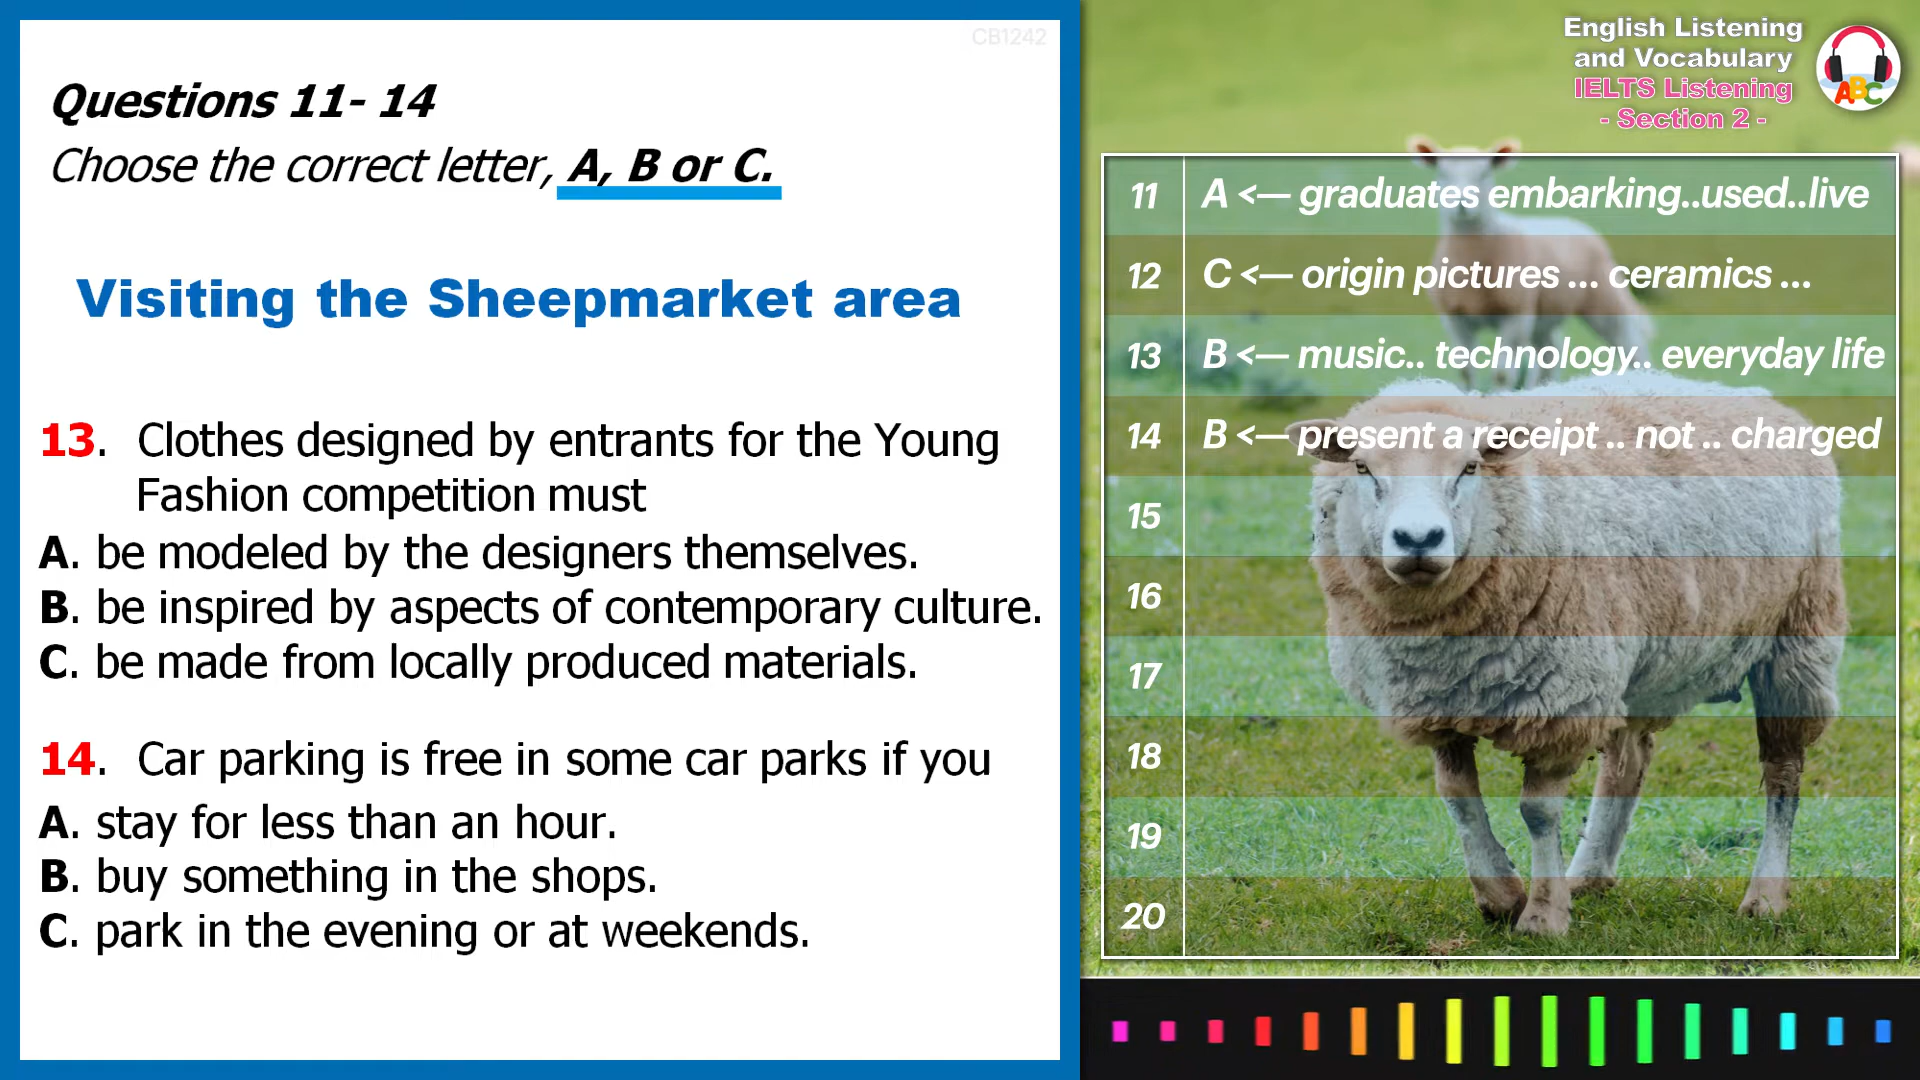 CB1242
Questions 11- 14
Choose the correct letter, A, B or C.
Visiting the Sheepmarket area
13. Clothes designed by entrants for the Young
Fashion competition must
A. be modeled by the designers themselves.
B. be inspired by aspects of contemporary culture.
C. be made from locally produced materials.
14. Car parking is free in some car parks if you
A. stay for less than an hour.
B. buy something in the shops.
C. park in the evening or at weekends.
English Listening
and Vocabulary
IELTS Listening
- Section 2 -
ABC
11 A <— graduates embarking..used..live
12 C <— origin pictures ... ceramics ...
13 B <— music.. technology.. everyday life
14 B <— present a receipt .. not .. charged
15
16
17
18
19
20